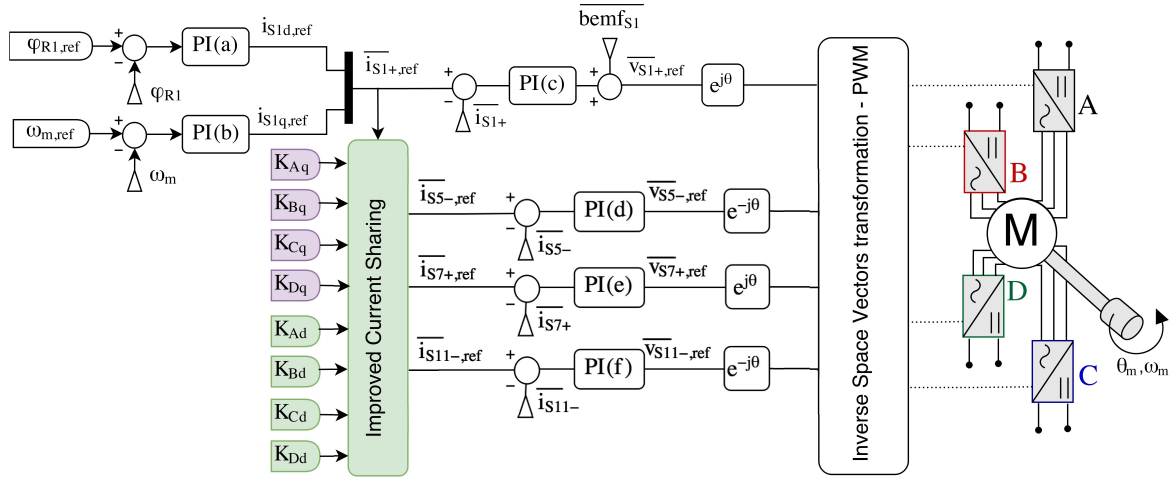 φR1,ref
+
−
φR1
PI(a)
iS1d,ref
ωm,ref
+
−
ωm
PI(b)
iS1q,ref
iS1+,ref
+
−
iS1+
PI(c)
bemfS1
+
+
vS1+,ref
e^jθ
KAq
KBq
KCq
KDq
KAd
KBd
KCd
KDd
Improved Current Sharing
iS5−,ref
+
−
iS5−
PI(d)
vS5−,ref
e^−jθ
iS7+,ref
+
−
iS7+
PI(e)
vS7+,ref
e^jθ
iS11−,ref
+
−
iS11−
PI(f)
vS11−,ref
e^−jθ
Inverse Space Vectors transformation - PWM
A
B
M
D
C
θm,ωm